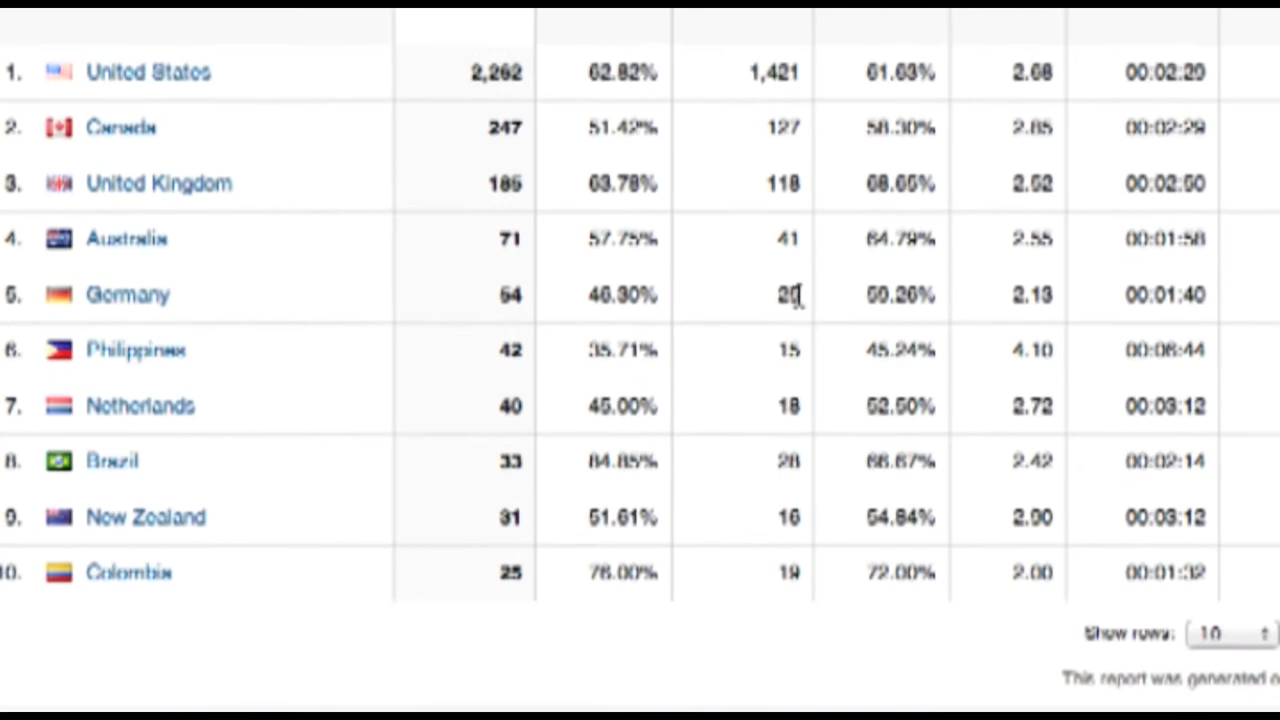 1. United States 2,262 62.82% 1,421 61.63% 2.68 00:02:29
2. Canada 247 51.42% 127 58.30% 2.85 00:02:29
3. United Kingdom 185 63.78% 118 68.65% 2.52 00:02:50
4. Australia 71 57.75% 41 64.79% 2.55 00:01:58
5. Germany 54 46.30% 25 59.26% 2.13 00:01:40
6. Philippines 42 35.71% 15 45.24% 4.10 00:06:44
7. Netherlands 40 45.00% 18 52.50% 2.72 00:03:12
8. Brazil 33 84.85% 28 66.67% 2.42 00:02:14
9. New Zealand 31 51.61% 16 54.84% 2.90 00:03:12
10. Colombia 25 76.00% 19 72.00% 2.00 00:01:32
Show rows: 10
This report was generated o